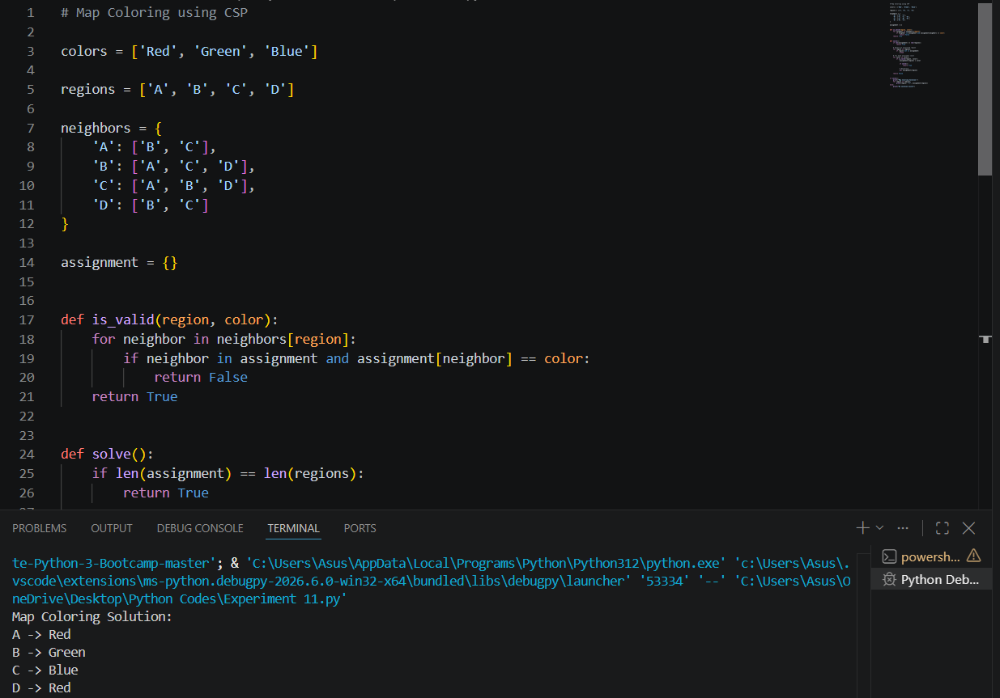 1 # Map Coloring using CSP
2
3 colors = ['Red', 'Green', 'Blue']
4
5 regions = ['A', 'B', 'C', 'D']
6
7 neighbors = {
8     'A': ['B', 'C'],
9     'B': ['A', 'C', 'D'],
10     'C': ['A', 'B', 'D'],
11     'D': ['B', 'C']
12 }
13
14 assignment = {}
15
16
17 def is_valid(region, color):
18     for neighbor in neighbors[region]:
19         if neighbor in assignment and assignment[neighbor] == color:
20             return False
21     return True
22
23
24 def solve():
25     if len(assignment) == len(regions):
26         return True
PROBLEMS OUTPUT DEBUG CONSOLE TERMINAL PORTS
te-Python-3-Bootcamp-master'; & 'C:\Users\Asus\AppData\Local\Programs\Python\Python312\python.exe' 'c:\Users\Asus\.
vscode\extensions\ms-python.debugpy-2026.6.0-win32-x64\bundled\libs\debugpy\launcher' '53334' '--' 'C:\Users\Asus\O
neDrive\Desktop\Python Codes\Experiment 11.py'
Map Coloring Solution:
A -> Red
B -> Green
C -> Blue
D -> Red
powersh...
Python Deb...